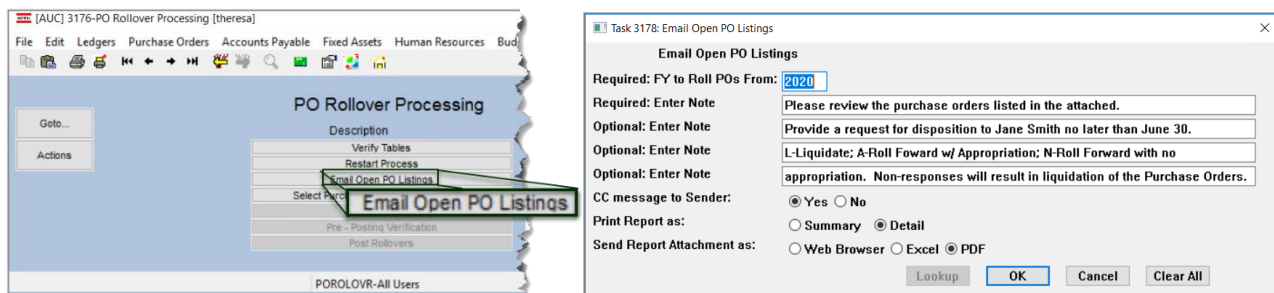 [AUC] 3176-PO Rollover Processing [theresa]
File Edit Ledgers Purchase Orders Accounts Payable Fixed Assets Human Resources Bud
PO Rollover Processing
Goto...
Actions
Description
Verify Tables
Restart Process
Email Open PO Listings
Select Purc
Email Open PO Listings
Pre - Posting Verification
Post Rollovers
POROLOVR-All Users
Task 3178: Email Open PO Listings
Email Open PO Listings
Required: FY to Roll POs From: 2020
Required: Enter Note Please review the purchase orders listed in the attached.
Optional: Enter Note Provide a request for disposition to Jane Smith no later than June 30.
Optional: Enter Note L-Liquidate; A-Roll Foward w/ Appropriation; N-Roll Forward with no
Optional: Enter Note appropriation. Non-responses will result in liquidation of the Purchase Orders.
CC message to Sender: Yes No
Print Report as: Summary Detail
Send Report Attachment as: Web Browser Excel PDF
Lookup OK Cancel Clear All